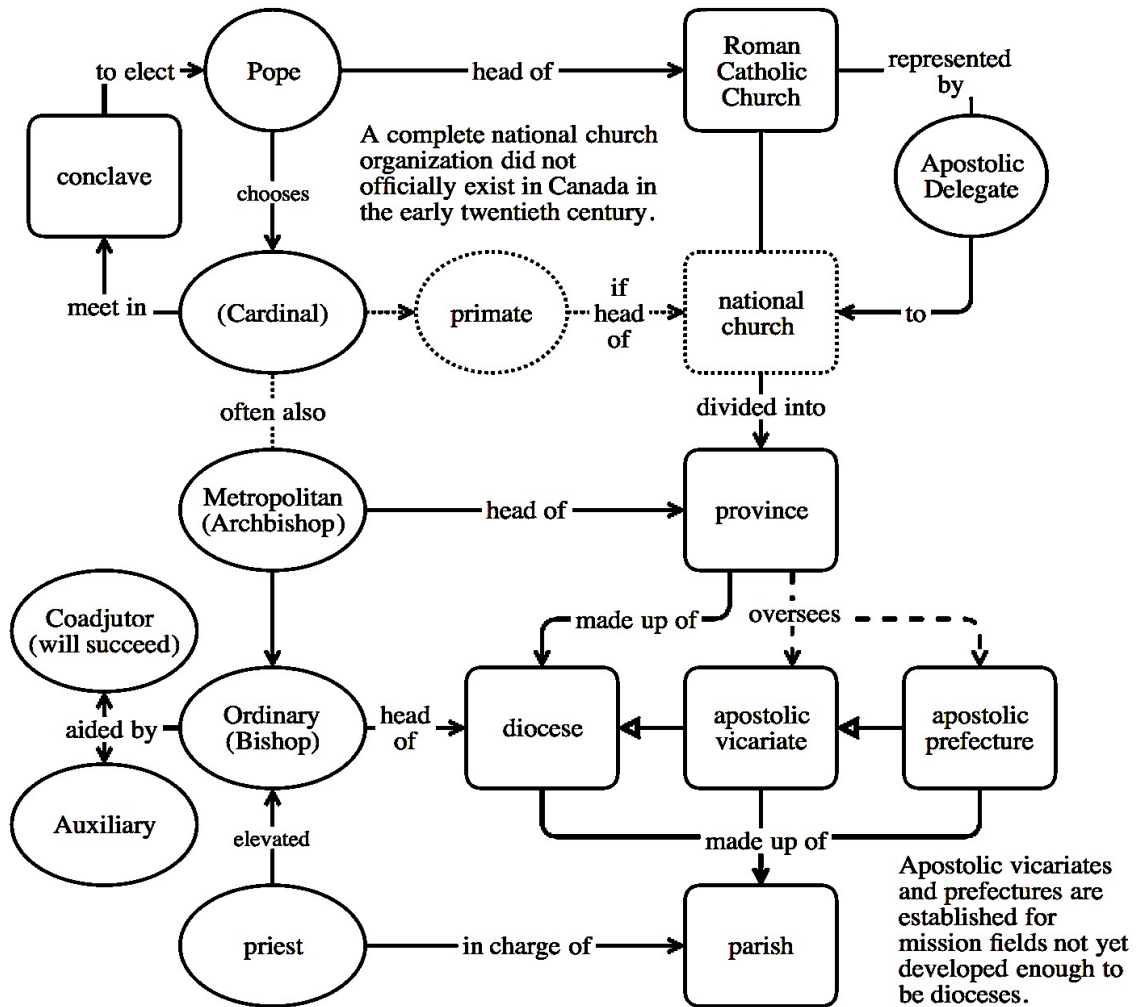 to elect
Pope
head of
Roman
Catholic
Church
represented
by
conclave
A complete national church
organization did not
officially exist in Canada in
the early twentieth century.
Apostolic
Delegate
chooses
meet in
(Cardinal)
primate
if
head
of
national
church
to
often also
divided into
Metropolitan
(Archbishop)
head of
province
Coadjutor
(will succeed)
made up of
oversees
aided by
Ordinary
(Bishop)
head
of
diocese
apostolic
vicariate
apostolic
prefecture
Auxiliary
elevated
made up of
priest
in charge of
parish
Apostolic vicariates
and prefectures are
established for
mission fields not yet
developed enough to
be dioceses.